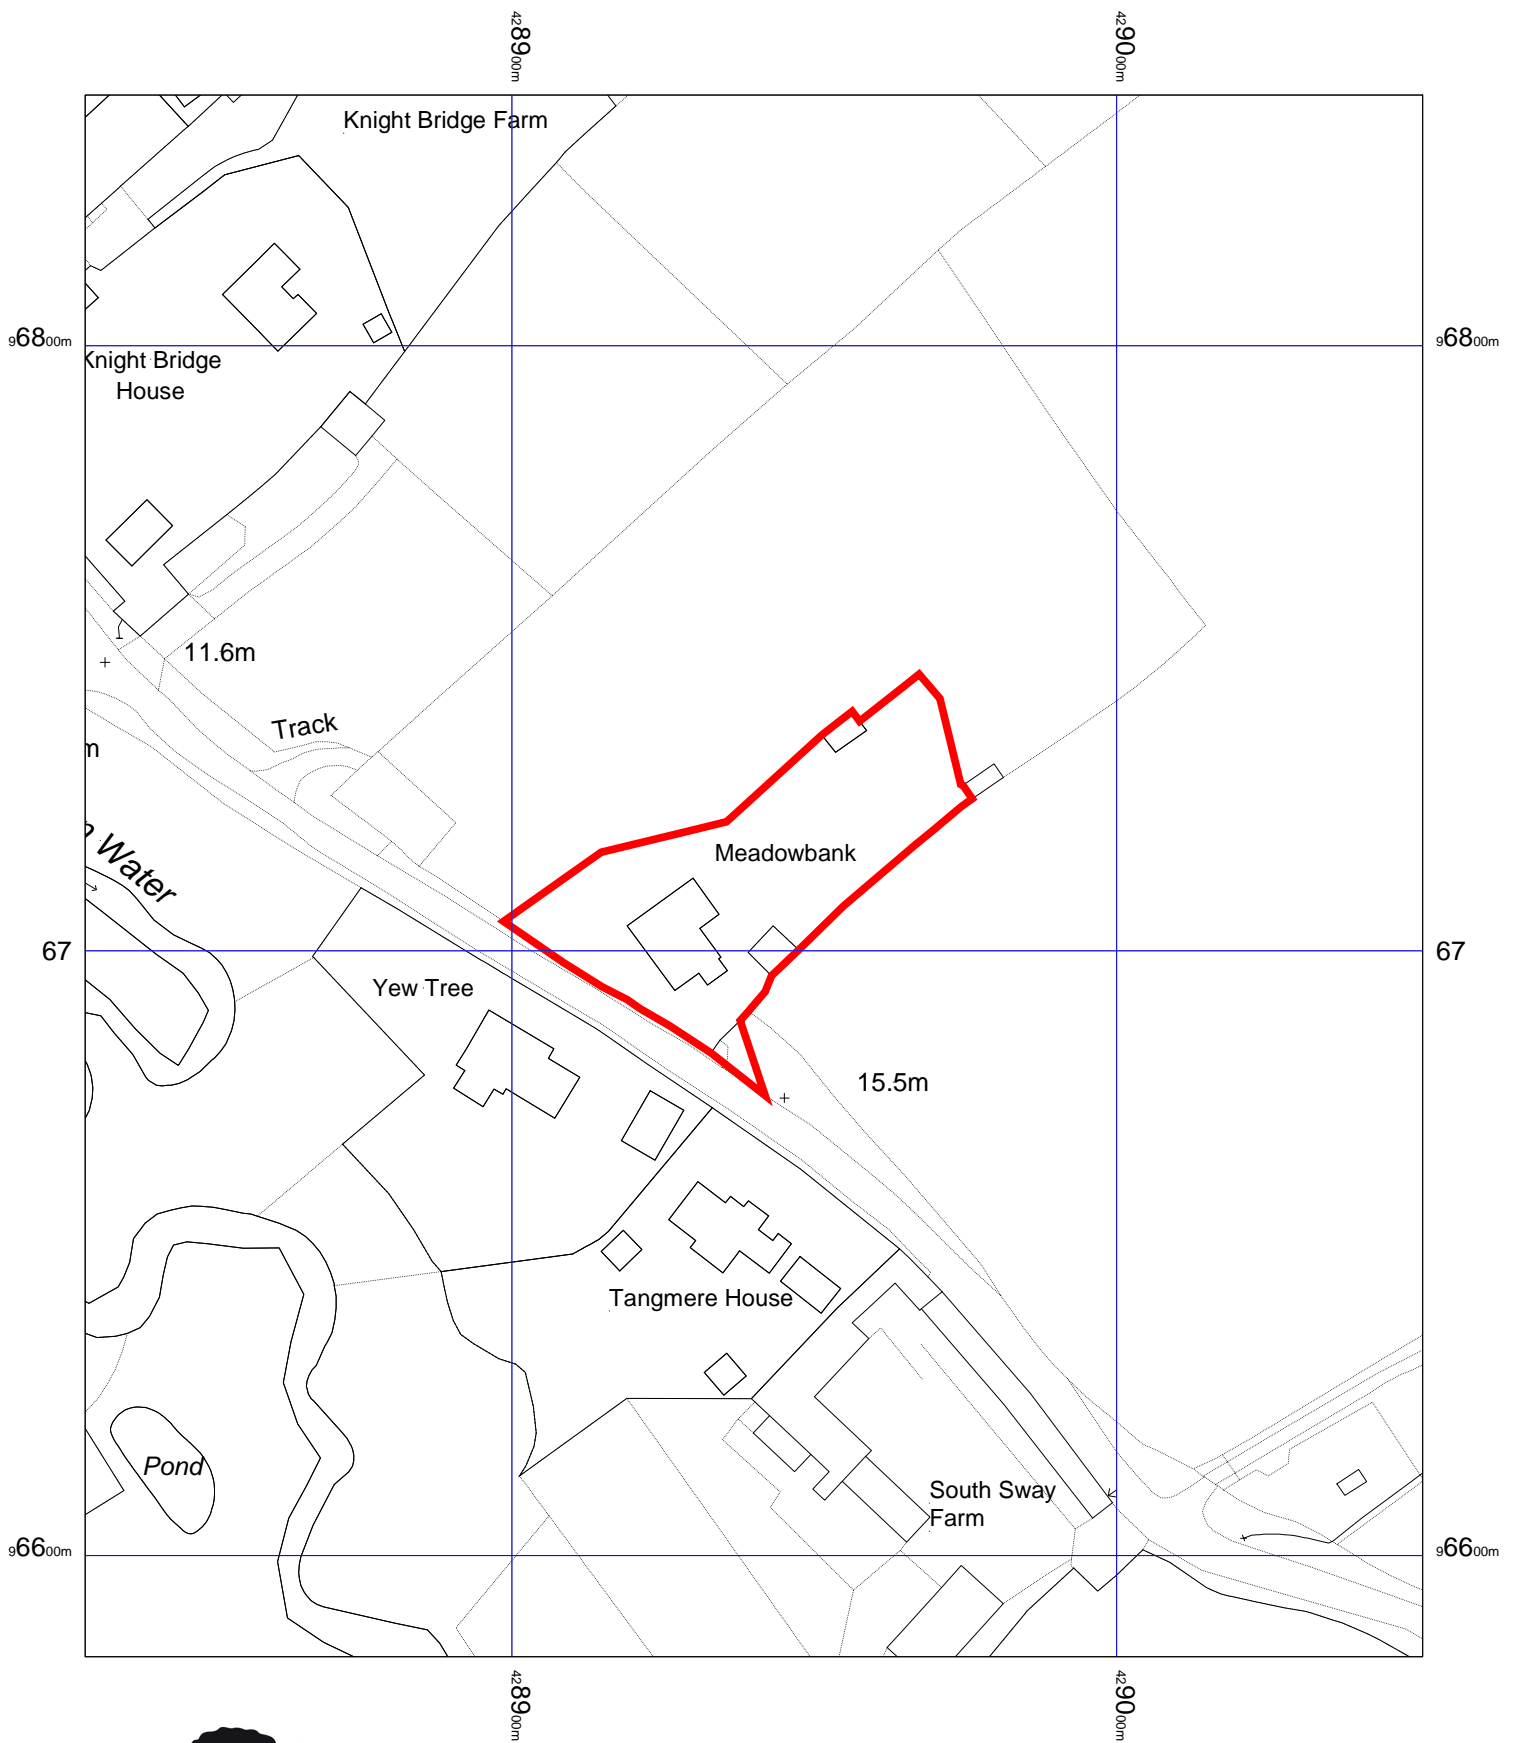 4289 00m
4290 00m
Knight Bridge Farm
968 00m
968 00m
Knight Bridge
House
11.6m
Track
m
Water
Meadowbank
67
67
Yew Tree
15.5m
Tangmere House
Pond
South Sway
Farm
966 00m
966 00m
4289 00m
4290 00m